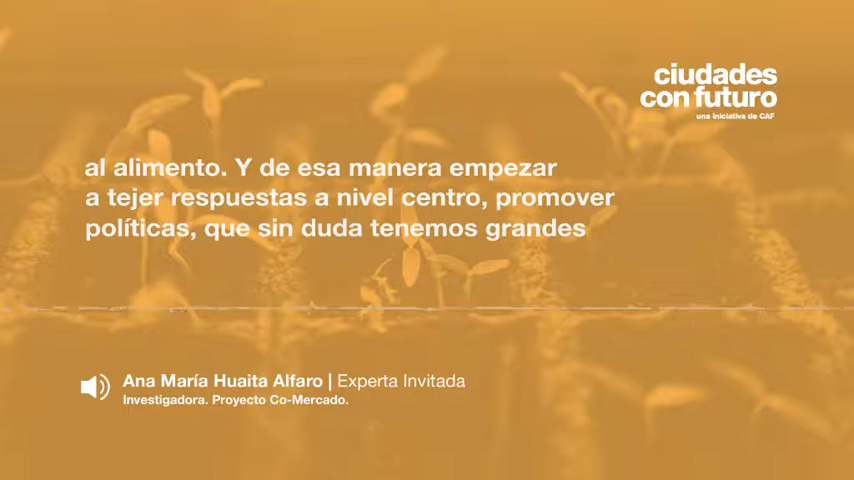 ciudades
con futuro
una iniciativa de CAF
al alimento. Y de esa manera empezar
a tejer respuestas a nivel centro, promover
políticas, que sin duda tenemos grandes
Ana María Huaita Alfaro | Experta Invitada
Investigadora. Proyecto Co-Mercado.